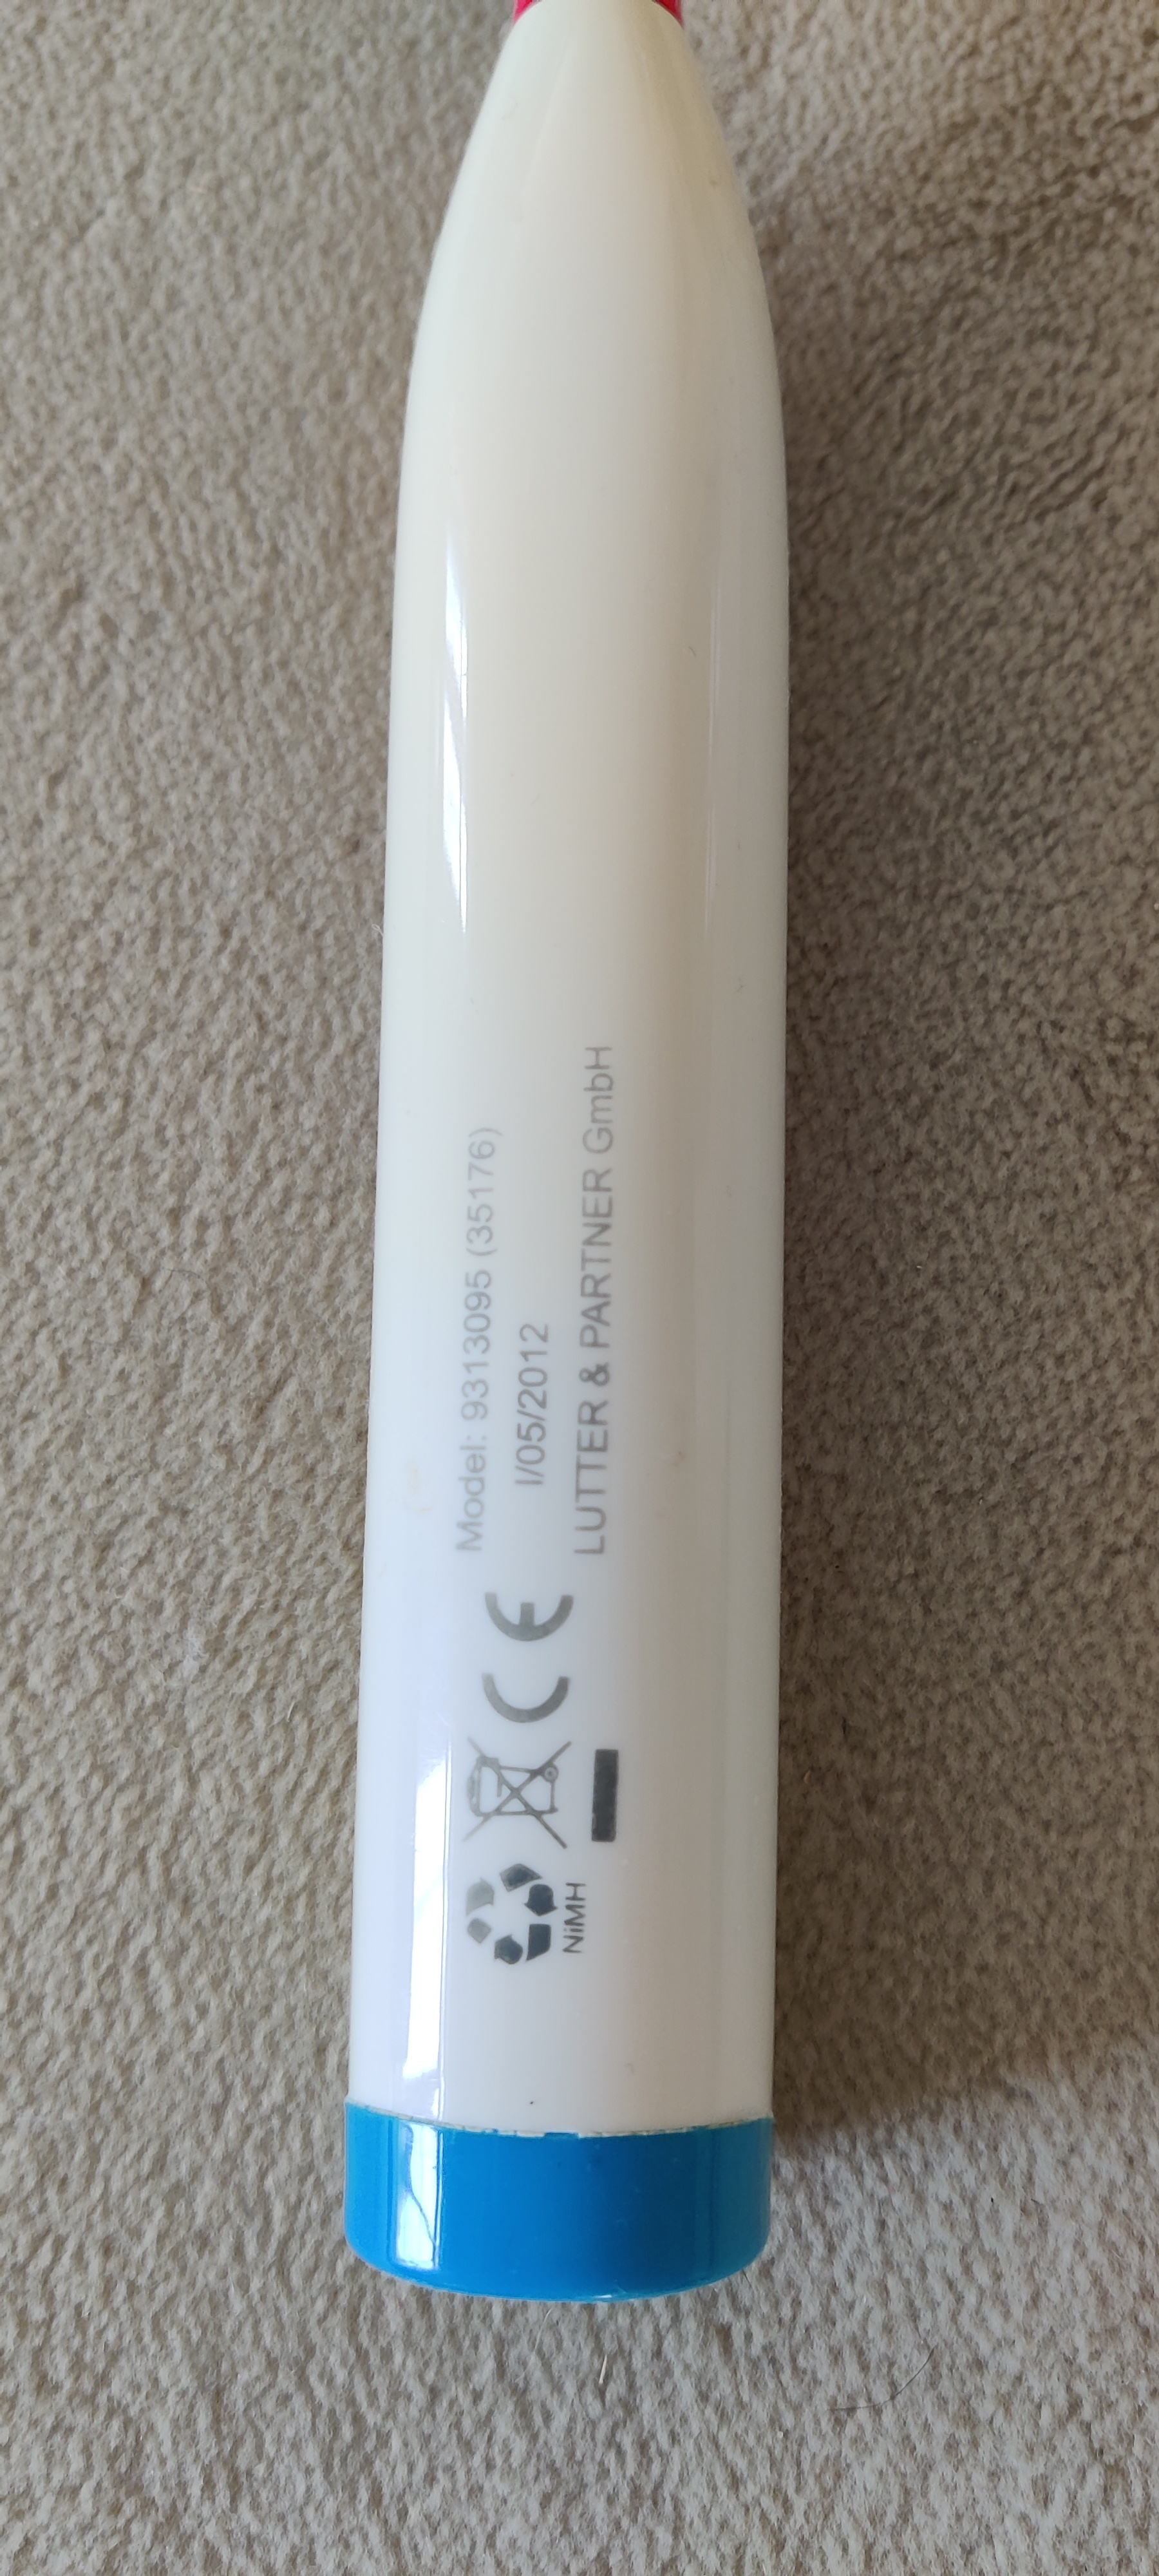 Model: 9313095 (35176)
I/05/2012
LUTTER & PARTNER GmbH
CE
NiMH